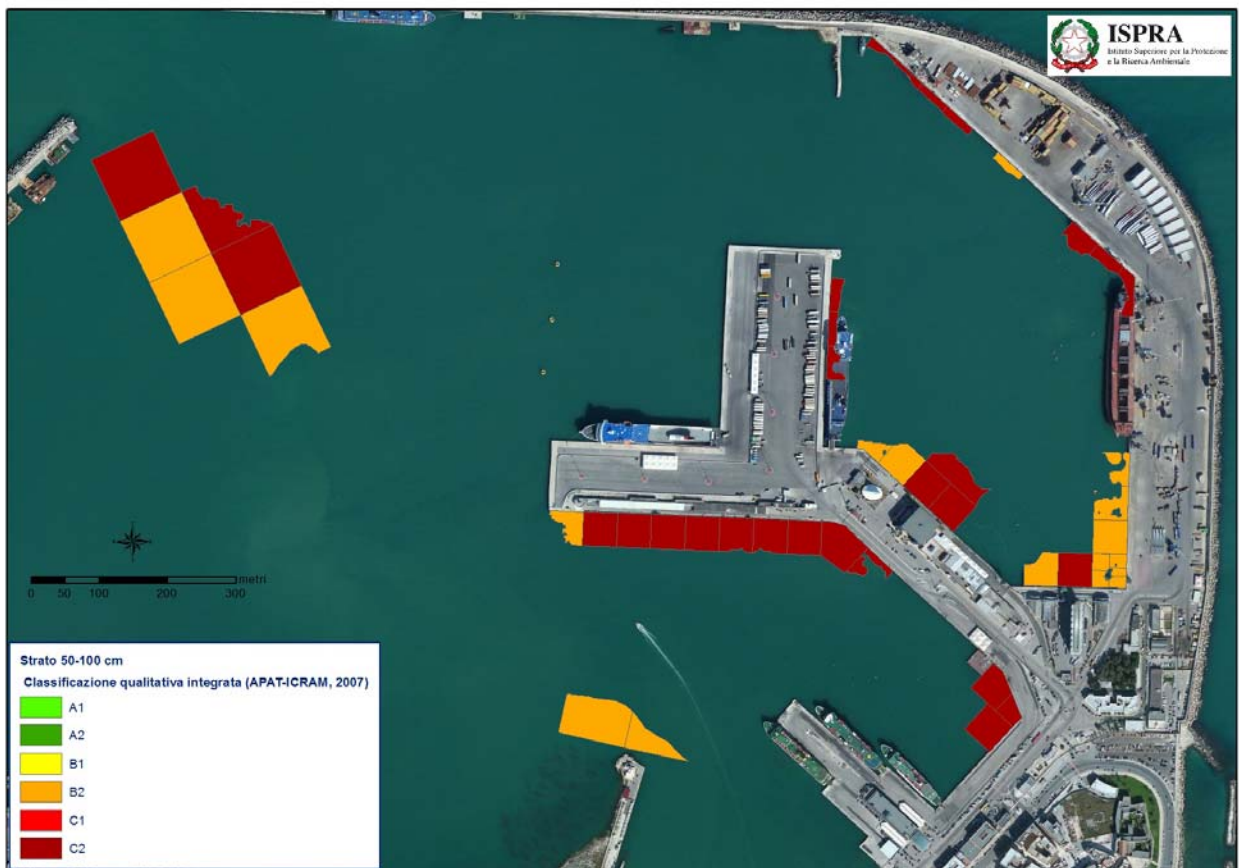 ISPRA
Istituto Superiore per la Protezione
e la Ricerca Ambientale
metri
0 50 100 200 300
Strato 50-100 cm
Classificazione qualitativa integrata (APAT-ICRAM, 2007)
A1
A2
B1
B2
C1
C2